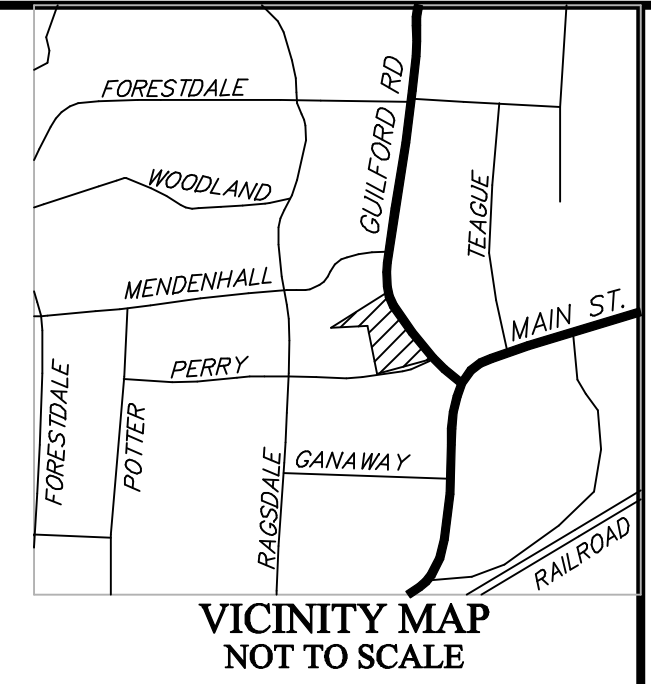 FORESTDALE
GUILFORD RD
WOODLAND
TEAGUE
MENDENHALL
MAIN ST.
PERRY
FORESTDALE
POTTER
RAGSDALE
GANAWAY
RAILROAD
VICINITY MAP
NOT TO SCALE